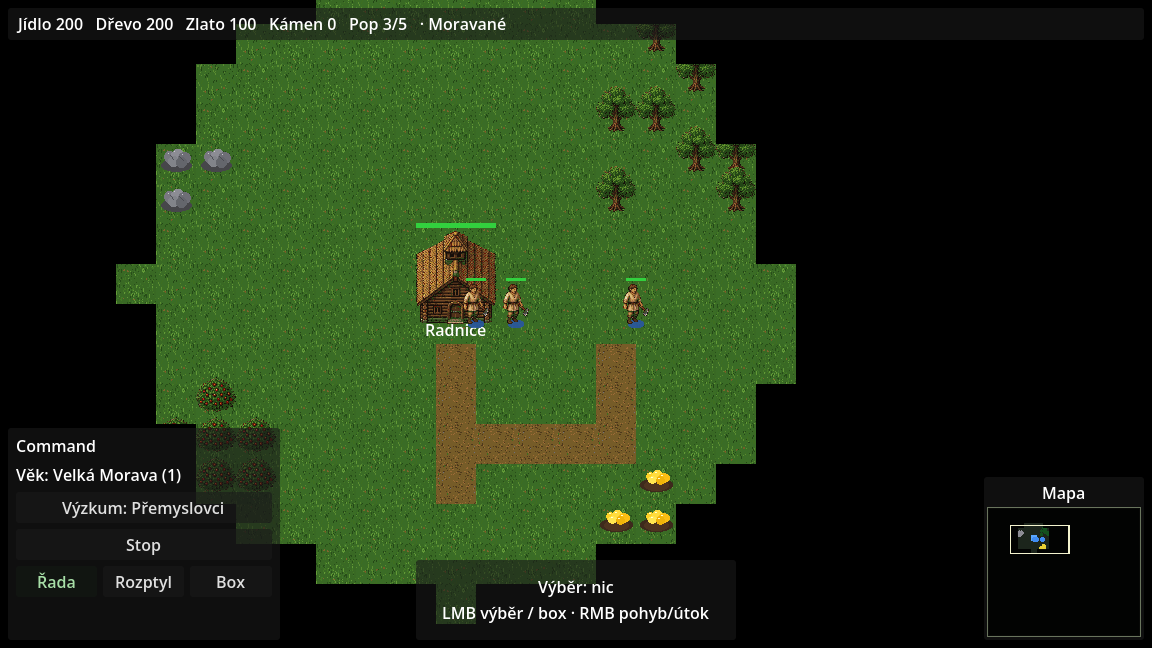 Jídlo 200 Dřevo 200 Zlato 100 Kámen 0 Pop 3/5 · Moravané
Radnice
Command
Věk: Velká Morava (1)
Výzkum: Přemyslovci
Stop
Řada Rozptyl Box
Výběr: nic
LMB výběr / box · RMB pohyb/útok
Mapa